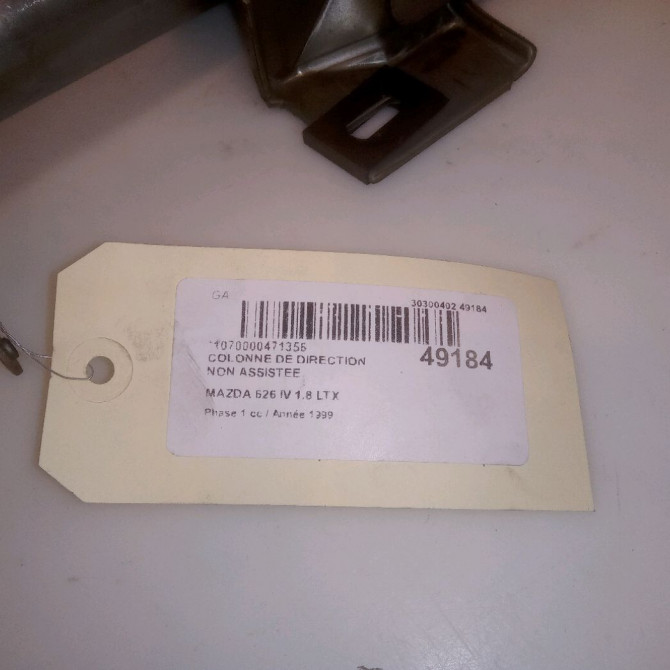 GA
30300402 49184
*1070000471356
49184
COLONNE DE DIRECTION
NON ASSISTEE
MAZDA 626 IV 1.8 LTX
Phase 1 cc / Année 1999